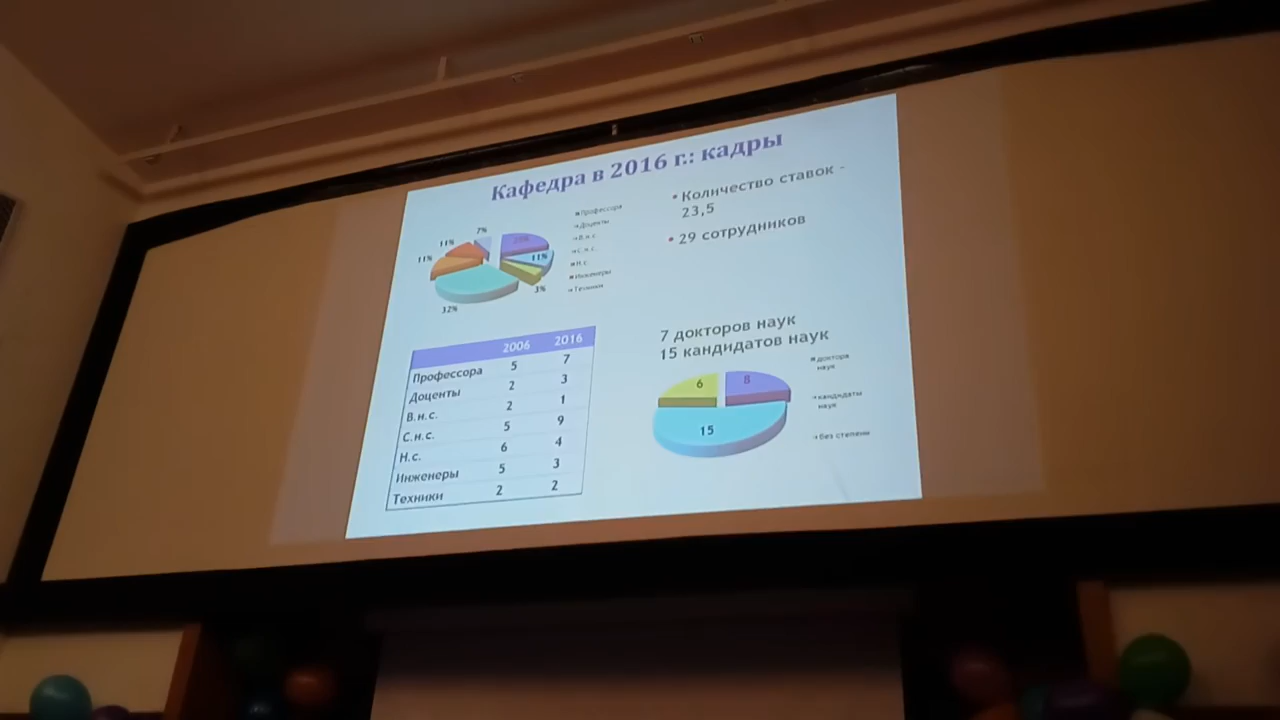 Кафедра в 2016 г.: кадры
7%
11%
11%
32%
11%
3%
Профессора
Доценты
В.н.с.
С.н.с.
Н.с.
Инженеры
Техники
• Количество ставок -
23,5
• 29 сотрудников
2006 2016
Профессора 5 7
Доценты 2 3
В.н.с. 2 1
С.н.с. 5 9
Н.с. 6 4
Инженеры 5 3
Техники 2 2
7 докторов наук
15 кандидатов наук
6
8
15
доктора
наук
кандидаты
наук
без степени